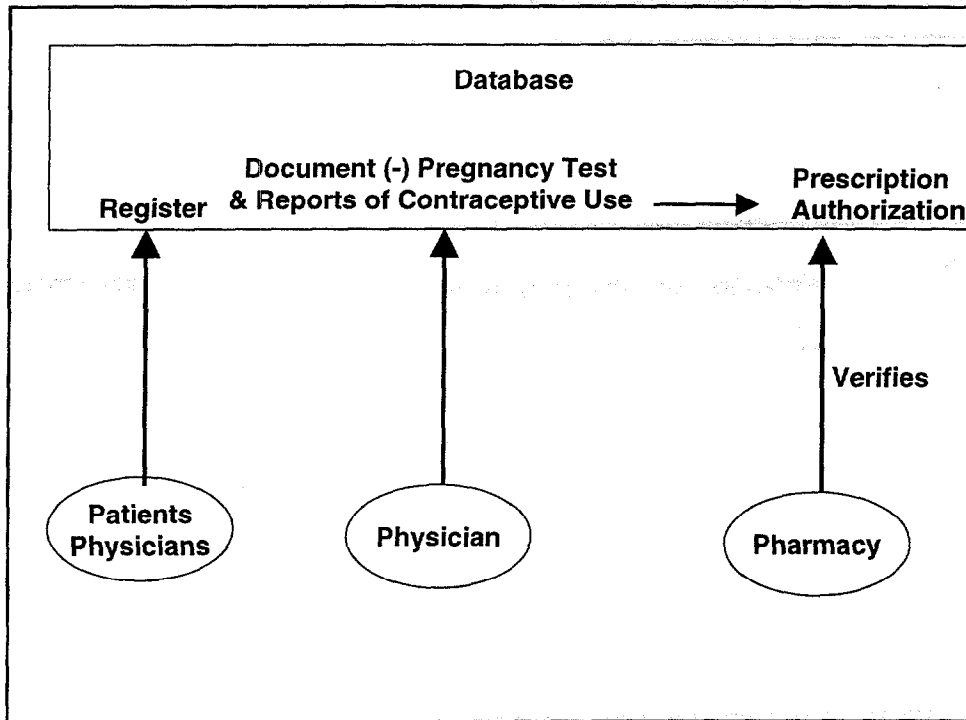 Database
Document (-) Pregnancy Test
& Reports of Contraceptive Use
Register
Prescription
Authorization
Verifies
Patients
Physicians
Physician
Pharmacy